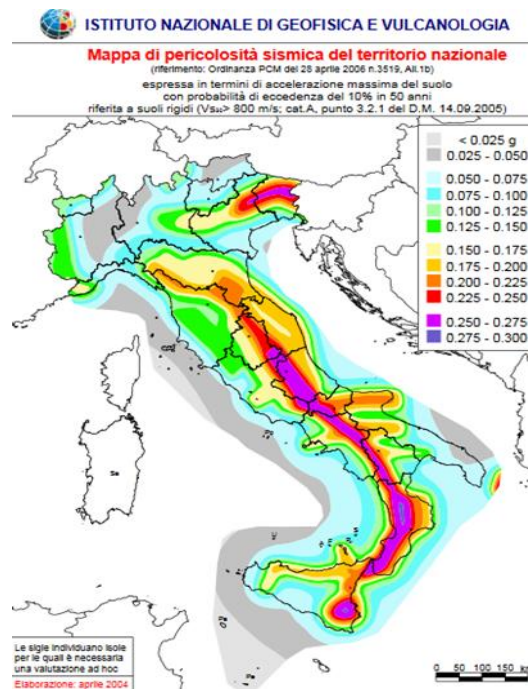 ISTITUTO NAZIONALE DI GEOFISICA E VULCANOLOGIA
Mappa di pericolosità sismica del territorio nazionale
(riferimento: Ordinanza PCM del 28 aprile 2006 n.3519, All.1b)
espressa in termini di accelerazione massima del suolo
con probabilità di eccedenza del 10% in 50 anni
riferita a suoli rigidi (Vs₃₀> 800 m/s; cat.A, punto 3.2.1 del D.M. 14.09.2005)
< 0.025 g
0.025 - 0.050
0.050 - 0.075
0.075 - 0.100
0.100 - 0.125
0.125 - 0.150
0.150 - 0.175
0.175 - 0.200
0.200 - 0.225
0.225 - 0.250
0.250 - 0.275
0.275 - 0.300
Sa
Le sigle individuano isole
per le quali è necessaria
una valutazione ad hoc
Elaborazione: aprile 2004
0 50 100 150